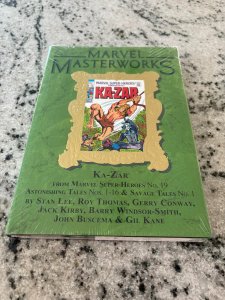 MARVEL
MASTERWORKS
MARVEL SUPER-HEROES
KA-ZAR
KA-ZAR
FROM MARVEL SUPER-HEROES NO. 19
ASTONISHING TALES NOS. 1-16 & SAVAGE TALES NO. 1
BY STAN LEE, ROY THOMAS, GERRY CONWAY,
JACK KIRBY, BARRY WINDSOR-SMITH,
JOHN BUSCEMA & GIL KANE